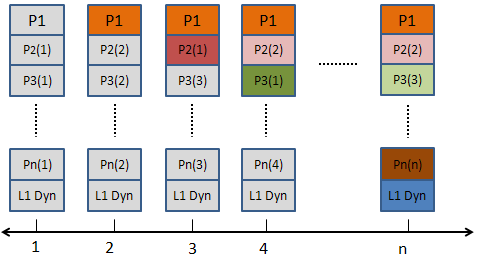 P1 P1 P1 P1 P1
P2(1) P2(2) P2(1) P2(2) P2(2)
P3(1) P3(2) P3(3) P3(1) P3(3)
Pn(1) Pn(2) Pn(3) Pn(4) Pn(n)
L1 Dyn L1 Dyn L1 Dyn L1 Dyn L1 Dyn
1 2 3 4 n